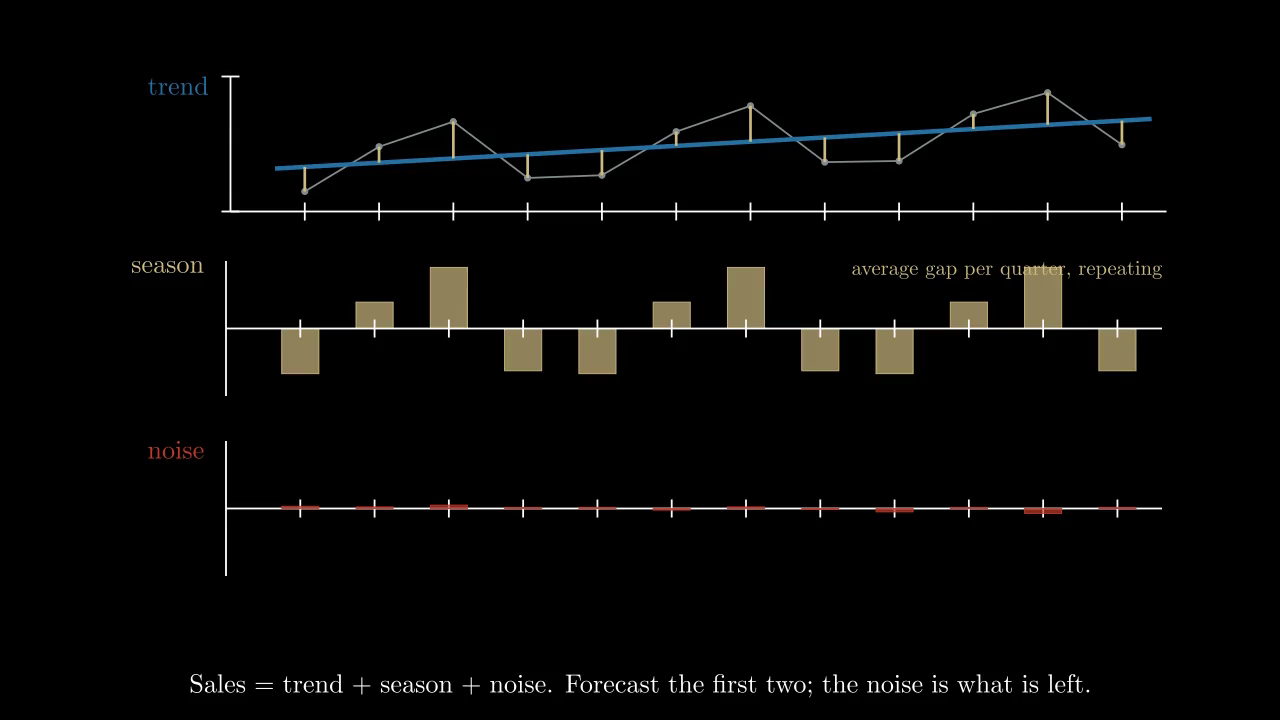 trend
season
average gap per quarter, repeating
noise
Sales = trend + season + noise. Forecast the first two; the noise is what is left.